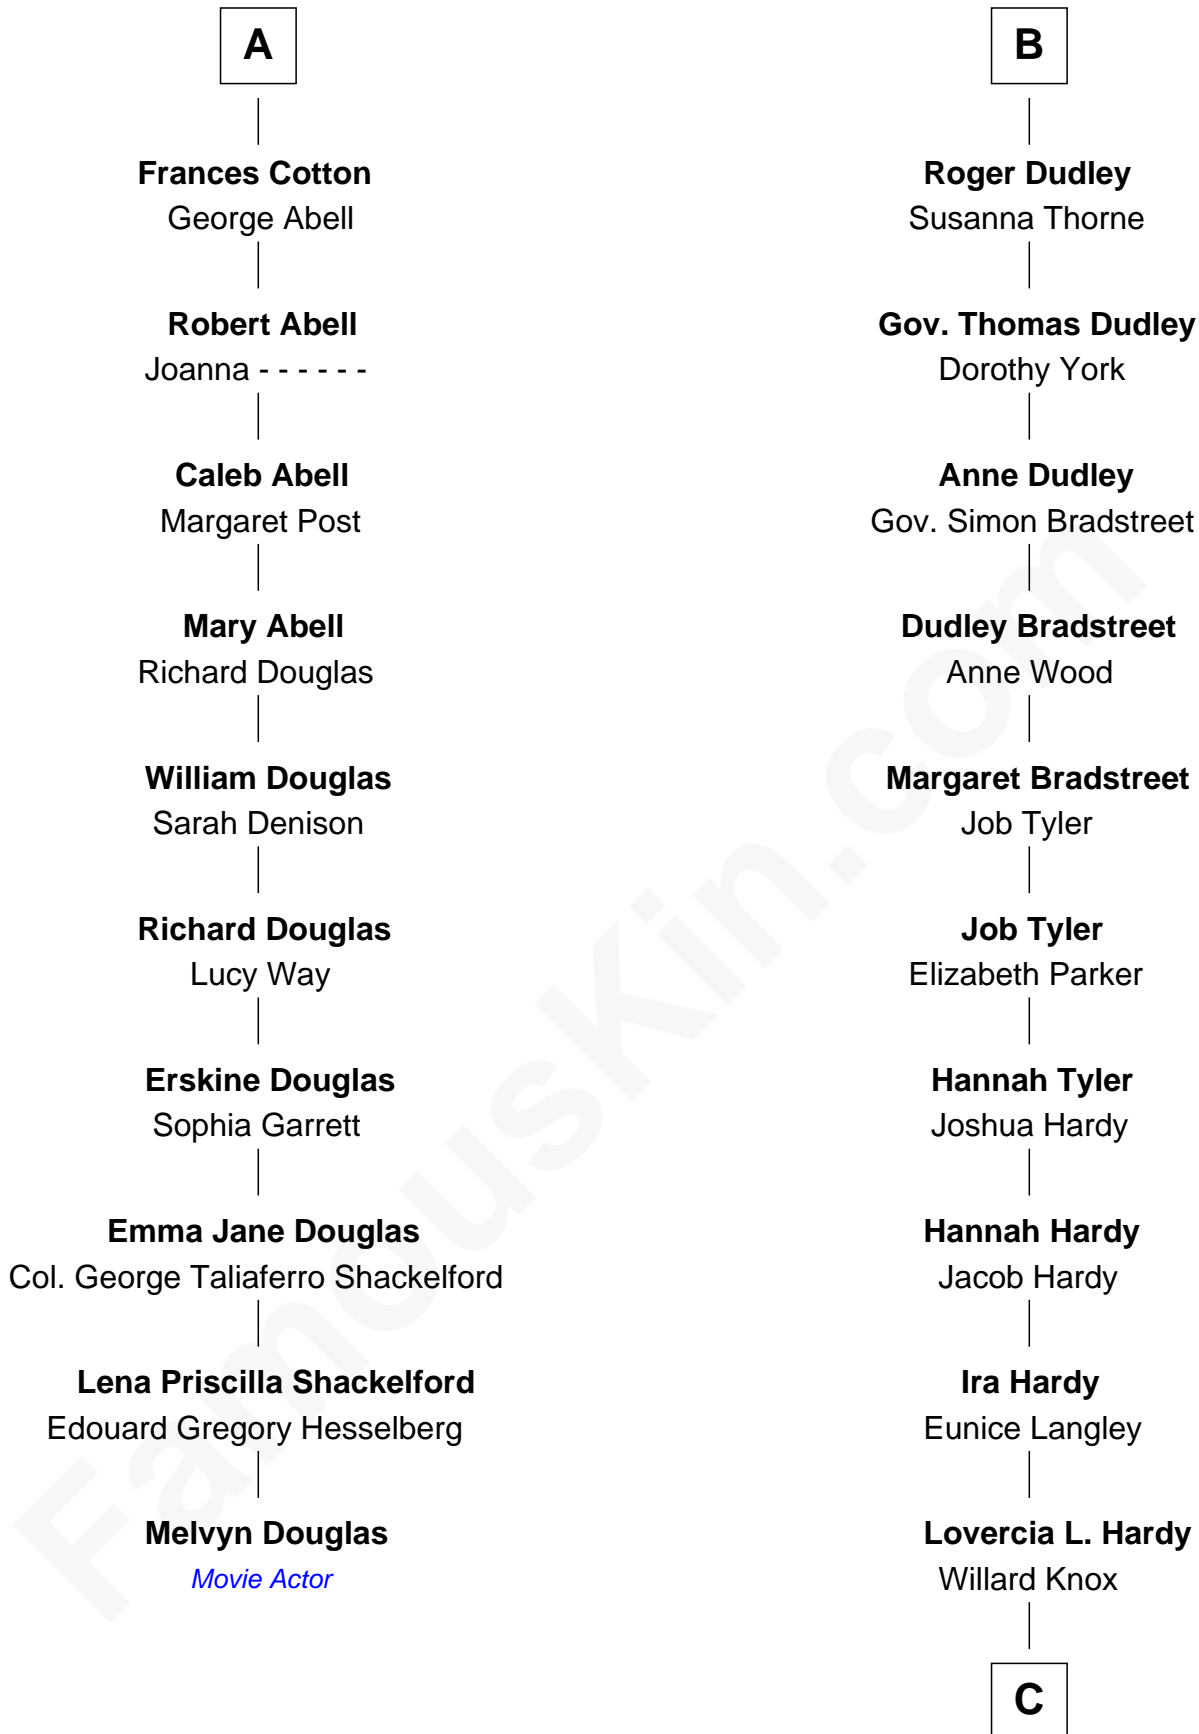 A
Frances Cotton
George Abell
Robert Abell
Joanna - - - - - -
Caleb Abell
Margaret Post
Mary Abell
Richard Douglas
William Douglas
Sarah Denison
Richard Douglas
Lucy Way
Erskine Douglas
Sophia Garrett
Emma Jane Douglas
Col. George Taliaferro Shackelford
Lena Priscilla Shackelford
Edouard Gregory Hesselberg
Melvyn Douglas
Movie Actor
B
Roger Dudley
Susanna Thorne
Gov. Thomas Dudley
Dorothy York
Anne Dudley
Gov. Simon Bradstreet
Dudley Bradstreet
Anne Wood
Margaret Bradstreet
Job Tyler
Job Tyler
Elizabeth Parker
Hannah Tyler
Joshua Hardy
Hannah Hardy
Jacob Hardy
Ira Hardy
Eunice Langley
Lovercia L. Hardy
Willard Knox
C
FamousKin.com